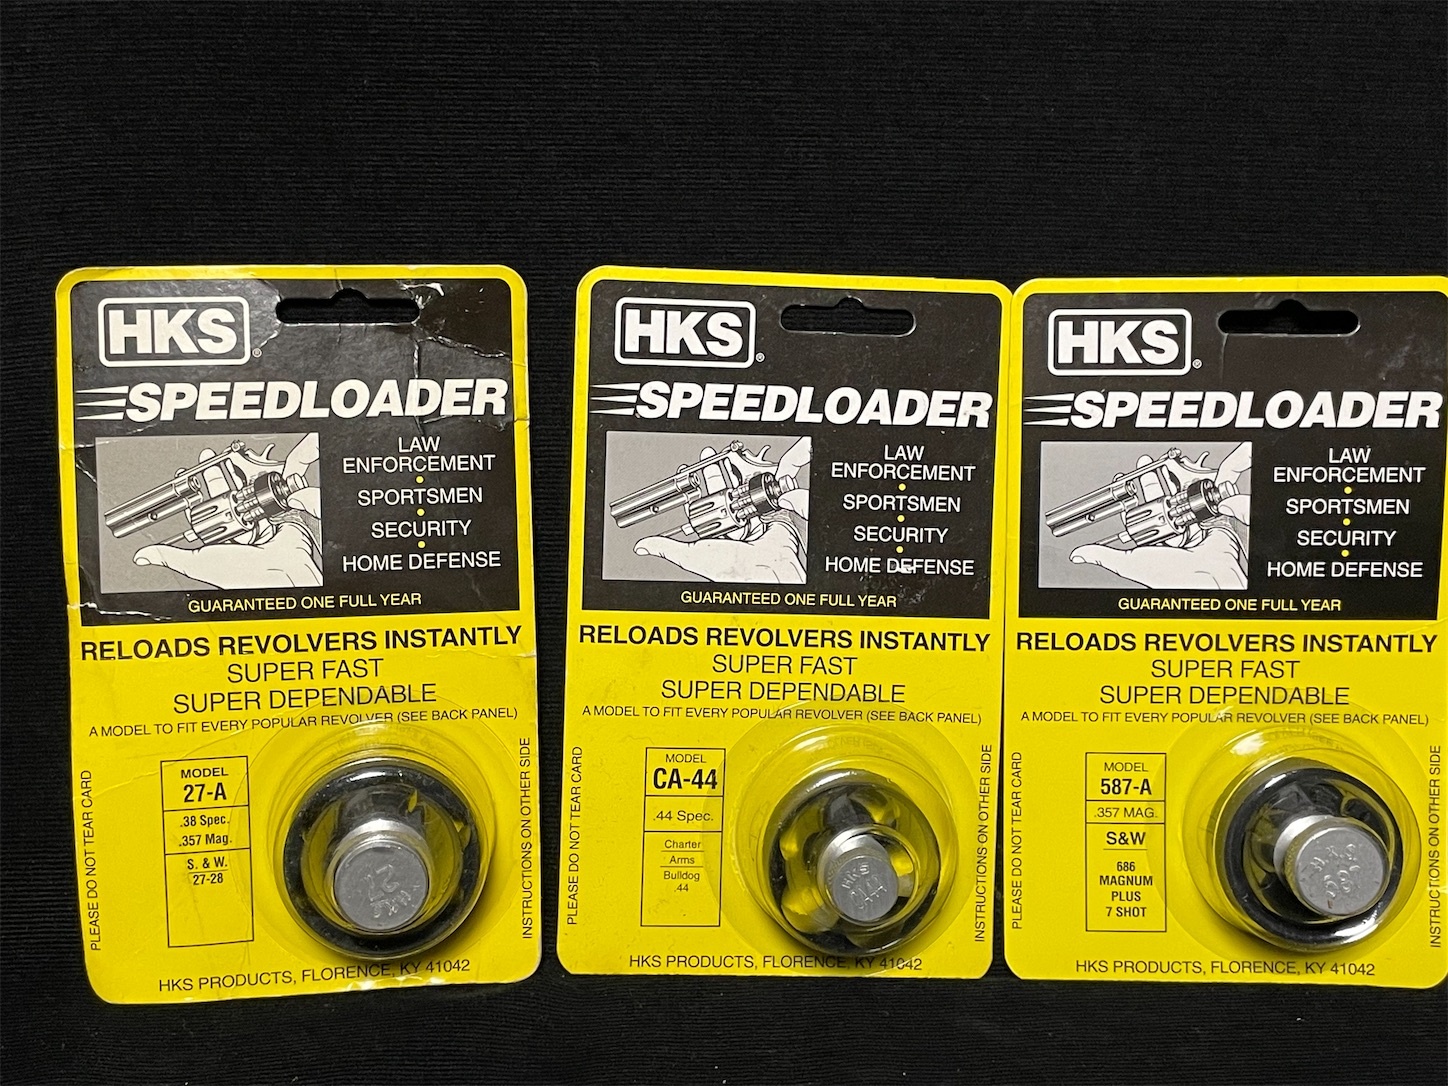 HKS®
SPEEDLOADER
LAW
ENFORCEMENT
•
SPORTSMEN
•
SECURITY
•
HOME DEFENSE
GUARANTEED ONE FULL YEAR
RELOADS REVOLVERS INSTANTLY
SUPER FAST
SUPER DEPENDABLE
A MODEL TO FIT EVERY POPULAR REVOLVER (SEE BACK PANEL)
PLEASE DO NOT TEAR CARD
MODEL
27-A
.38 Spec.
.357 Mag.
S. & W.
27-28
27
INSTRUCTIONS ON OTHER SIDE
HKS PRODUCTS, FLORENCE, KY 41042
HKS®
SPEEDLOADER
LAW
ENFORCEMENT
•
SPORTSMEN
•
SECURITY
•
HOME DEFENSE
GUARANTEED ONE FULL YEAR
RELOADS REVOLVERS INSTANTLY
SUPER FAST
SUPER DEPENDABLE
A MODEL TO FIT EVERY POPULAR REVOLVER (SEE BACK PANEL)
PLEASE DO NOT TEAR CARD
MODEL
CA-44
.44 Spec.
Charter
Arms
Bulldog
.44
HKS
INSTRUCTIONS ON OTHER SIDE
HKS PRODUCTS, FLORENCE, KY 41042
HKS®
SPEEDLOADER
LAW
ENFORCEMENT
•
SPORTSMEN
•
SECURITY
•
HOME DEFENSE
GUARANTEED ONE FULL YEAR
RELOADS REVOLVERS INSTANTLY
SUPER FAST
SUPER DEPENDABLE
A MODEL TO FIT EVERY POPULAR REVOLVER (SEE BACK PANEL)
PLEASE DO NOT TEAR CARD
MODEL
587-A
.357 MAG.
S&W
686
MAGNUM
PLUS
7 SHOT
INSTRUCTIONS ON OTHER SIDE
HKS PRODUCTS, FLORENCE, KY 41042